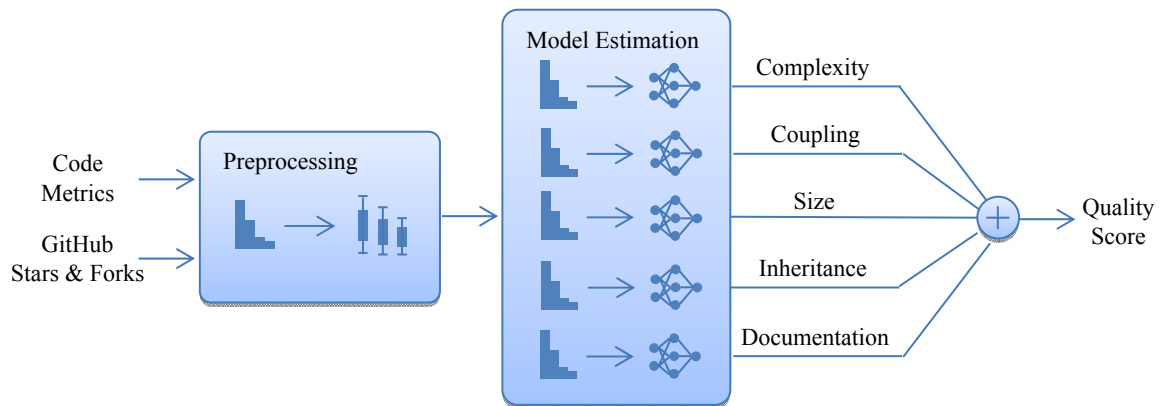 Code
Metrics
GitHub
Stars & Forks
Preprocessing
Model Estimation
Complexity
Coupling
Size
Inheritance
Documentation
Quality
Score